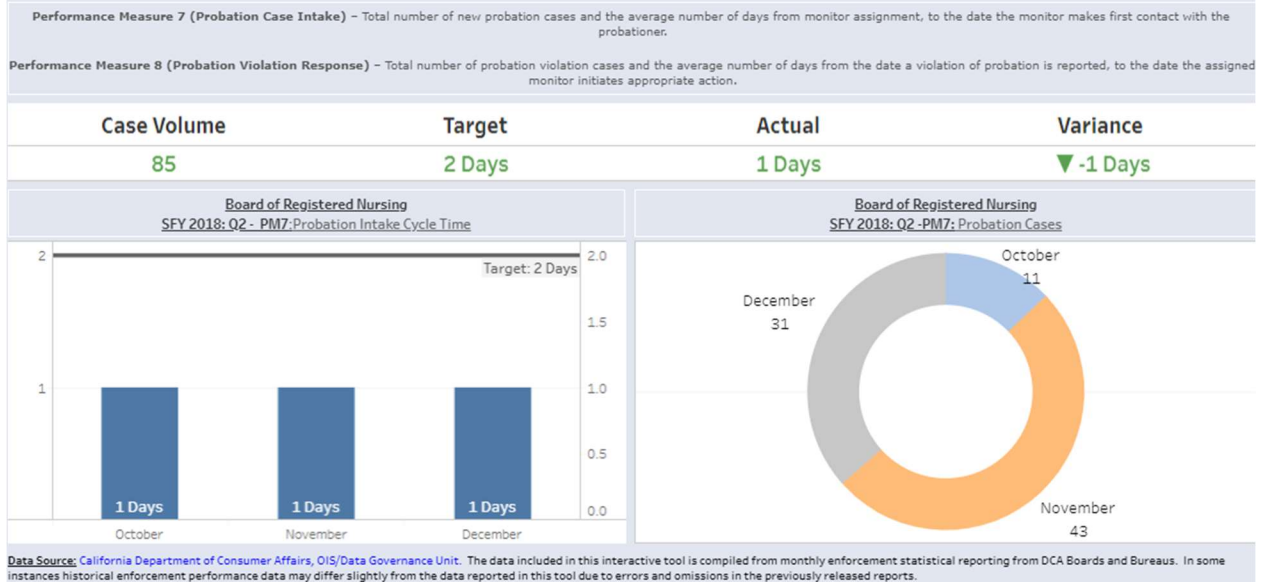 Performance Measure 7 (Probation Case Intake) – Total number of new probation cases and the average number of days from monitor assignment, to the date the monitor makes first contact with the
probationer.
Performance Measure 8 (Probation Violation Response) – Total number of probation violation cases and the average number of days from the date a violation of probation is reported, to the date the assigned
monitor initiates appropriate action.
Case Volume Target Actual Variance
85 2 Days 1 Days ▼ -1 Days
Board of Registered Nursing
SFY 2018: Q2 - PM7:Probation Intake Cycle Time
2 2.0
Target: 2 Days
1.5
1 1.0
0.5
1 Days 1 Days 1 Days
0.0
October November December
Board of Registered Nursing
SFY 2018: Q2 -PM7: Probation Cases
October
11
December
31
November
43
Data Source: California Department of Consumer Affairs, OIS/Data Governance Unit. The data included in this interactive tool is compiled from monthly enforcement statistical reporting from DCA Boards and Bureaus. In some
instances historical enforcement performance data may differ slightly from the data reported in this tool due to errors and omissions in the previously released reports.